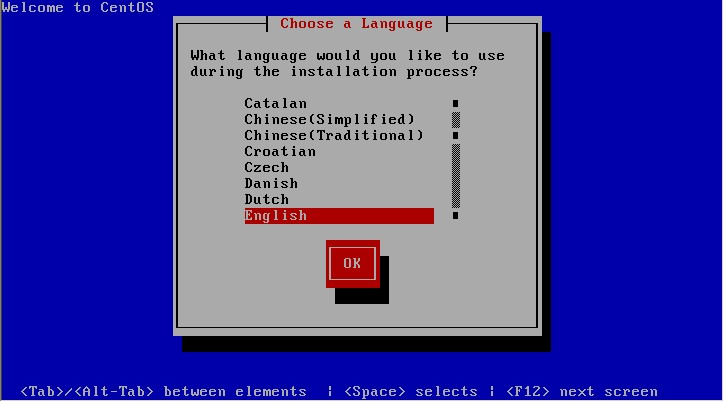 Welcome to CentOS
Choose a Language
What language would you like to use
during the installation process?
Catalan
Chinese(Simplified)
Chinese(Traditional)
Croatian
Czech
Danish
Dutch
English
OK
<Tab>/<Alt-Tab> between elements | <Space> selects | <F12> next screen